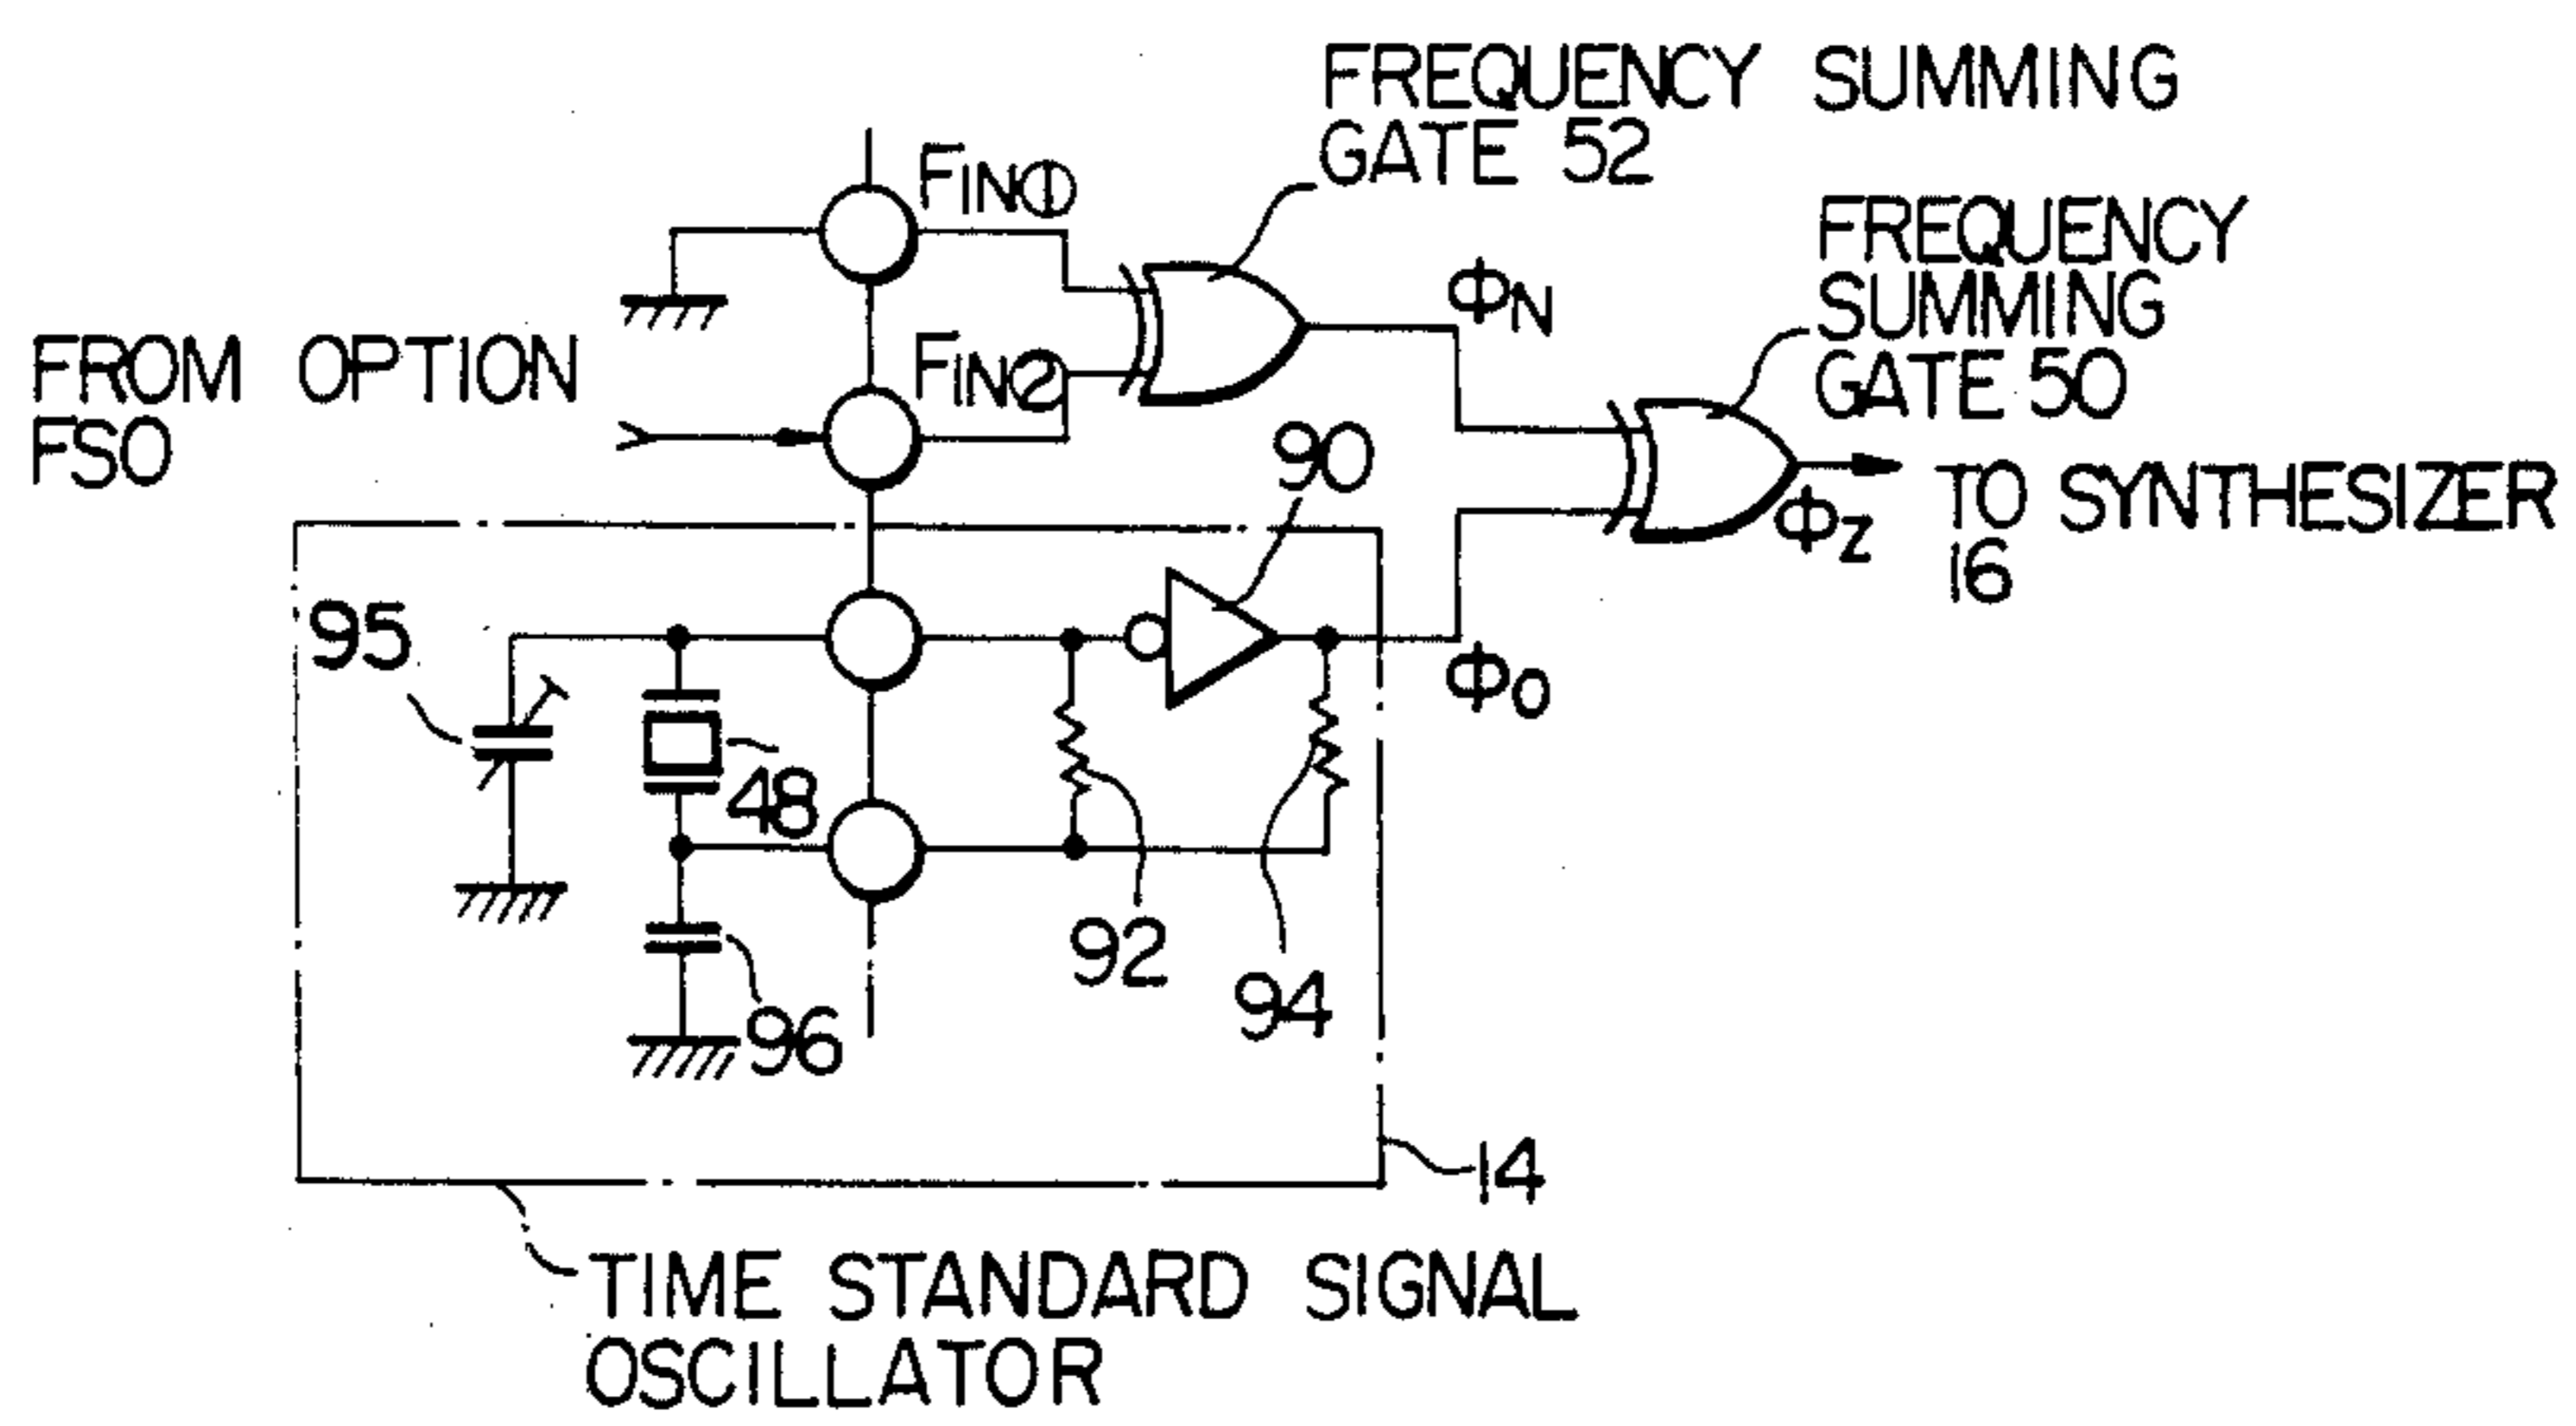 FREQUENCY SUMMING
GATE 52
FIN①
FREQUENCY
SUMMING
GATE 50
ΦN
FROM OPTION
FSO
FIN②
90
TO SYNTHESIZER
16
ΦZ
95
Φ0
48
92
94
96
14
TIME STANDARD SIGNAL
OSCILLATOR